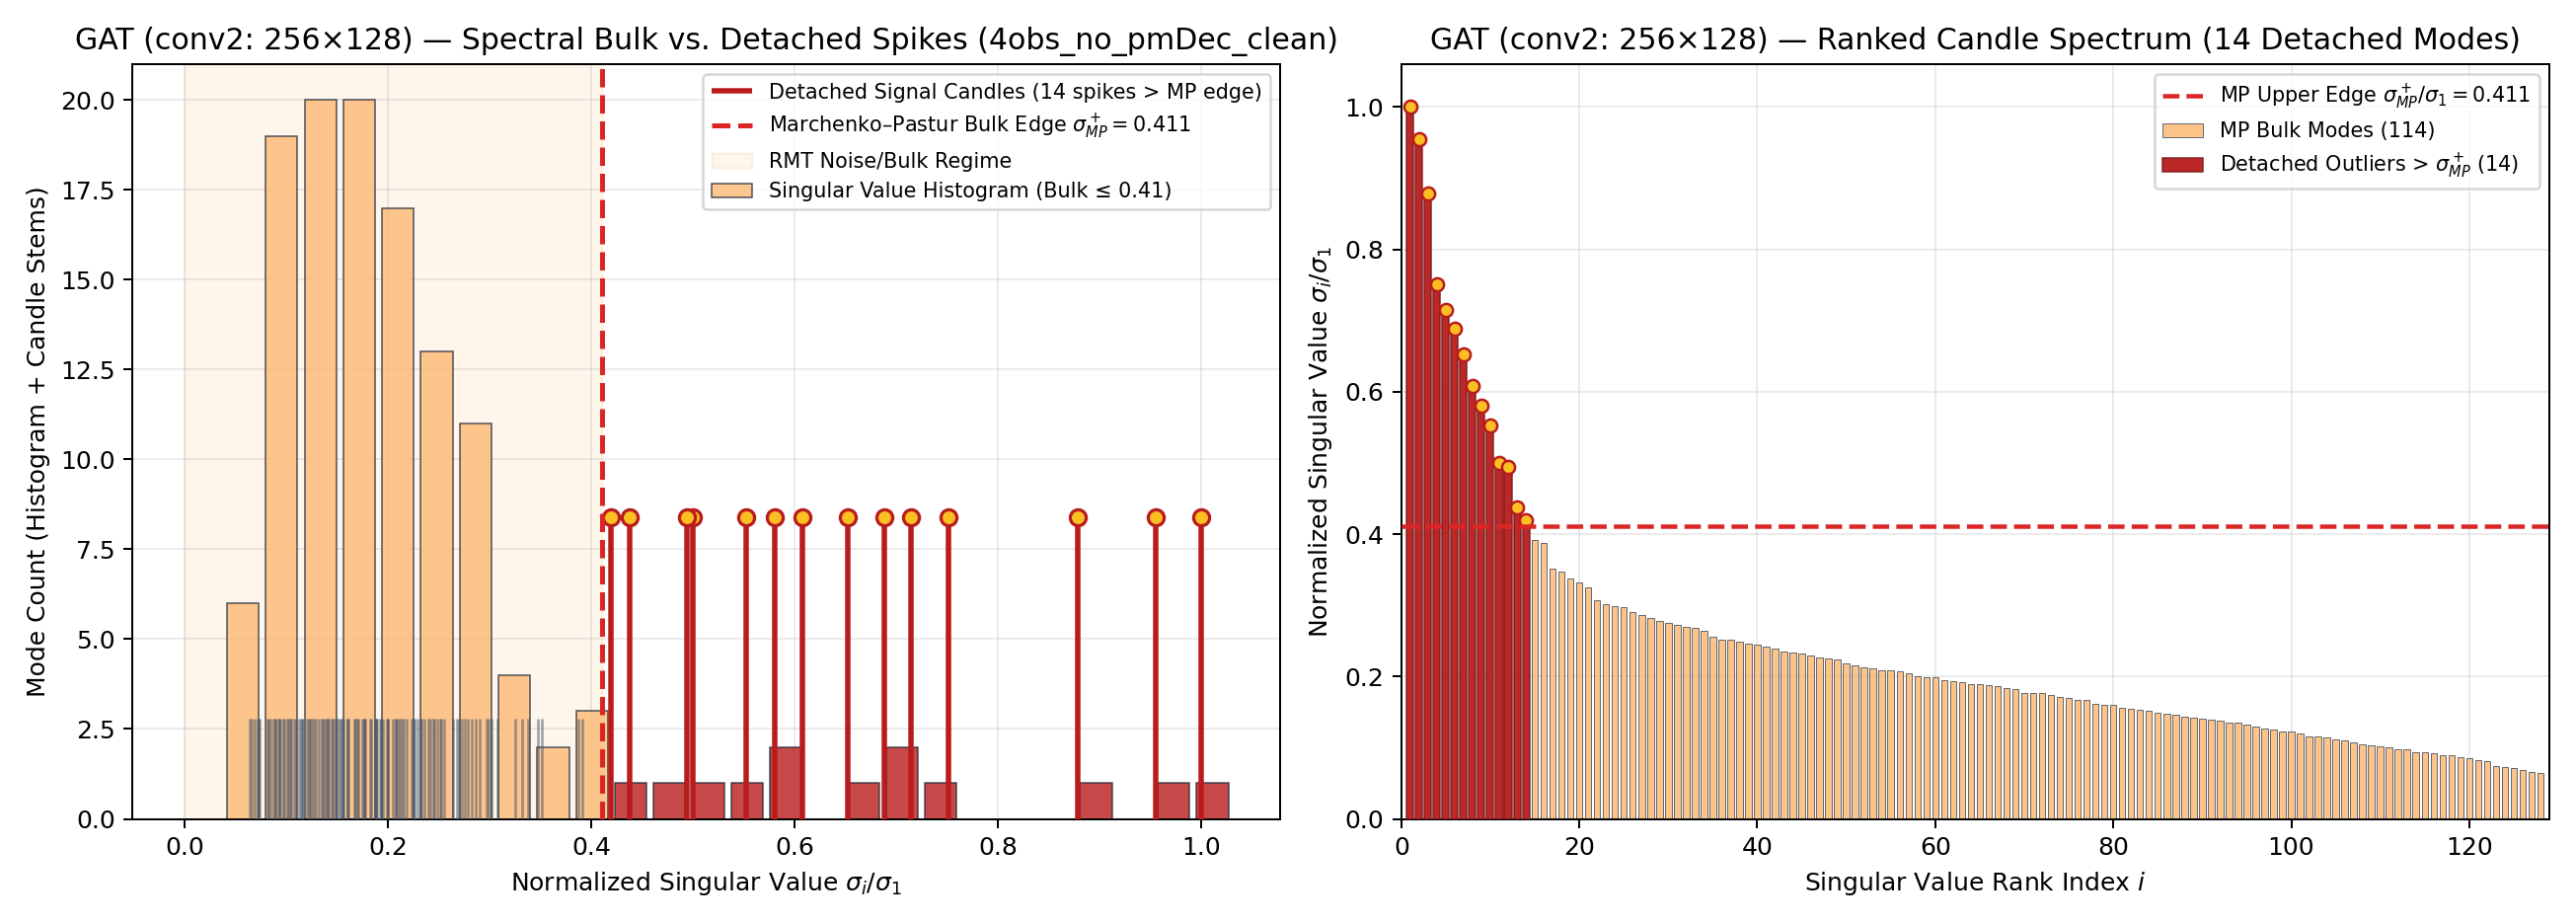 GAT (conv2: 256×128) — Spectral Bulk vs. Detached Spikes (4obs_no_pmDec_clean)
Mode Count (Histogram + Candle Stems)
20.0
17.5
15.0
12.5
10.0
7.5
5.0
2.5
0.0
Detached Signal Candles (14 spikes > MP edge)
Marchenko–Pastur Bulk Edge σ⁺_MP = 0.411
RMT Noise/Bulk Regime
Singular Value Histogram (Bulk ≤ 0.41)
0.0 0.2 0.4 0.6 0.8 1.0
Normalized Singular Value σᵢ/σ₁
GAT (conv2: 256×128) — Ranked Candle Spectrum (14 Detached Modes)
Normalized Singular Value σᵢ/σ₁
1.0
0.8
0.6
0.4
0.2
0.0
MP Upper Edge σ⁺_MP/σ₁ = 0.411
MP Bulk Modes (114)
Detached Outliers > σ⁺_MP (14)
0 20 40 60 80 100 120
Singular Value Rank Index i